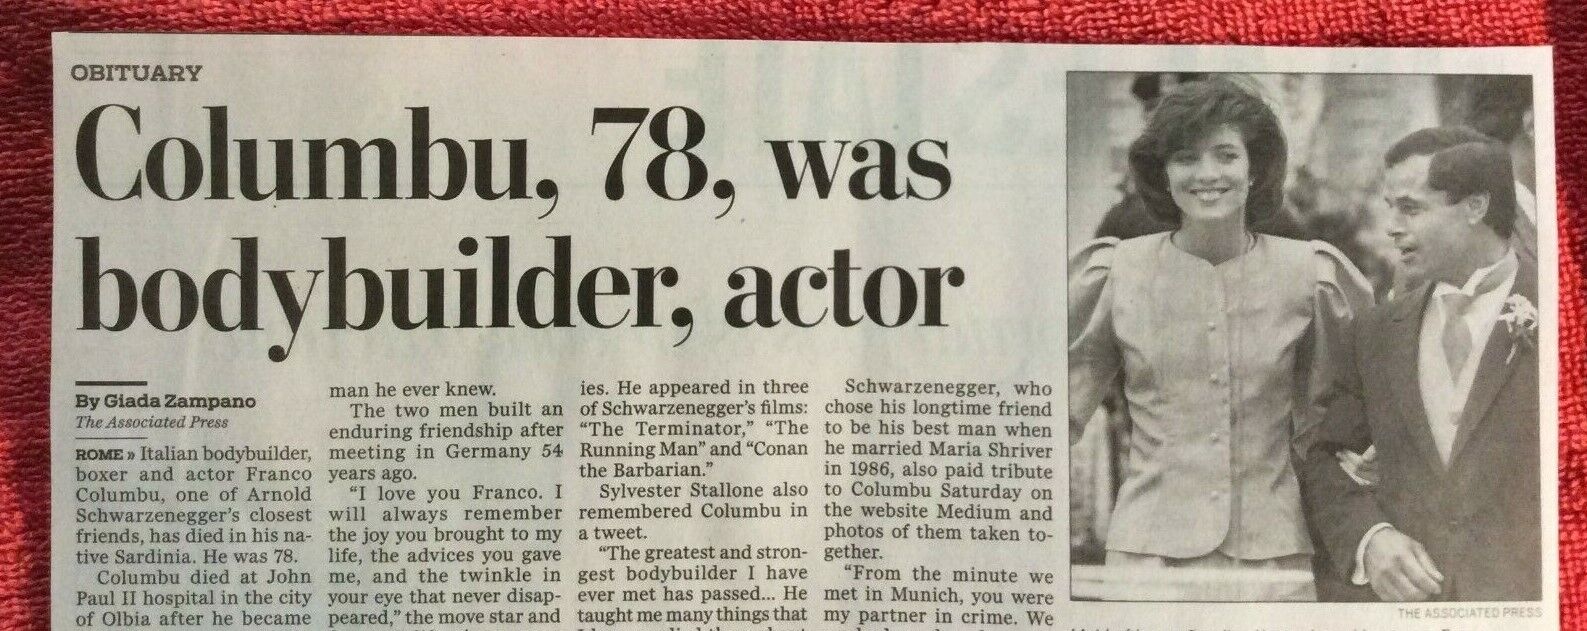 OBITUARY
Columbu, 78, was
bodybuilder, actor
By Giada Zampano
The Associated Press
ROME » Italian bodybuilder,
boxer and actor Franco
Columbu, one of Arnold
Schwarzenegger's closest
friends, has died in his na-
tive Sardinia. He was 78.
Columbu died at John
Paul II hospital in the city
of Olbia after he became
man he ever knew.
The two men built an
enduring friendship after
meeting in Germany 54
years ago.
"I love you Franco. I
will always remember
the joy you brought to my
life, the advices you gave
me, and the twinkle in
your eye that never disap-
peared," the move star and
ies. He appeared in three
of Schwarzenegger's films:
"The Terminator," "The
Running Man" and "Conan
the Barbarian."
Sylvester Stallone also
remembered Columbu in
a tweet.
"The greatest and stron-
gest bodybuilder I have
ever met has passed... He
taught me many things that
Schwarzenegger, who
chose his longtime friend
to be his best man when
he married Maria Shriver
in 1986, also paid tribute
to Columbu Saturday on
the website Medium and
photos of them taken to-
gether.
"From the minute we
met in Munich, you were
my partner in crime. We
THE ASSOCIATED PRESS